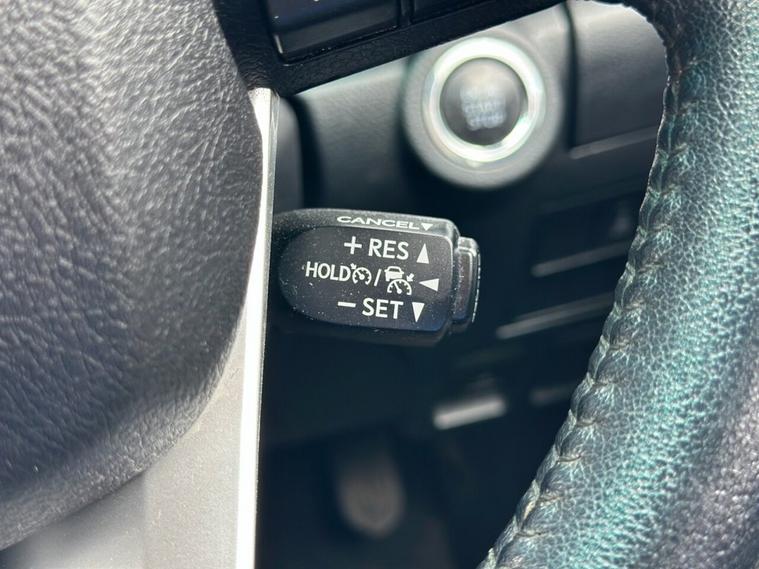 CANCEL▼
+ RES ▲
HOLD / ◀
− SET ▼